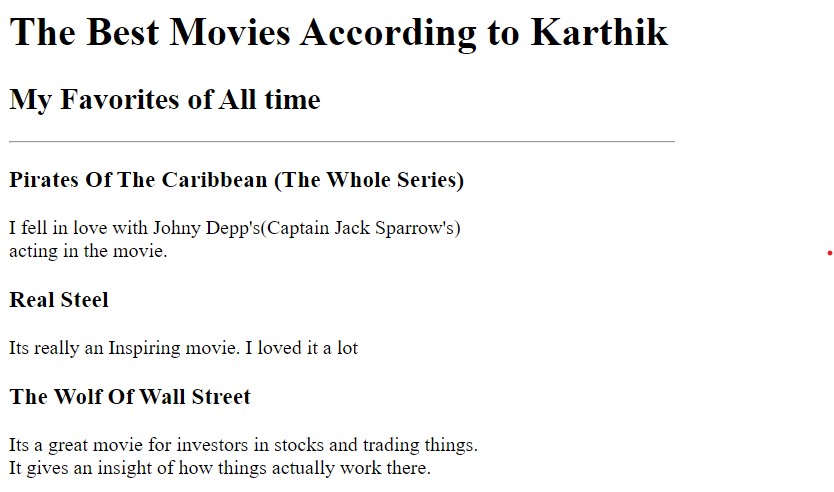 The Best Movies According to Karthik
My Favorites of All time
Pirates Of The Caribbean (The Whole Series)
I fell in love with Johny Depp's(Captain Jack Sparrow's)
acting in the movie.
Real Steel
Its really an Inspiring movie. I loved it a lot
The Wolf Of Wall Street
Its a great movie for investors in stocks and trading things.
It gives an insight of how things actually work there.